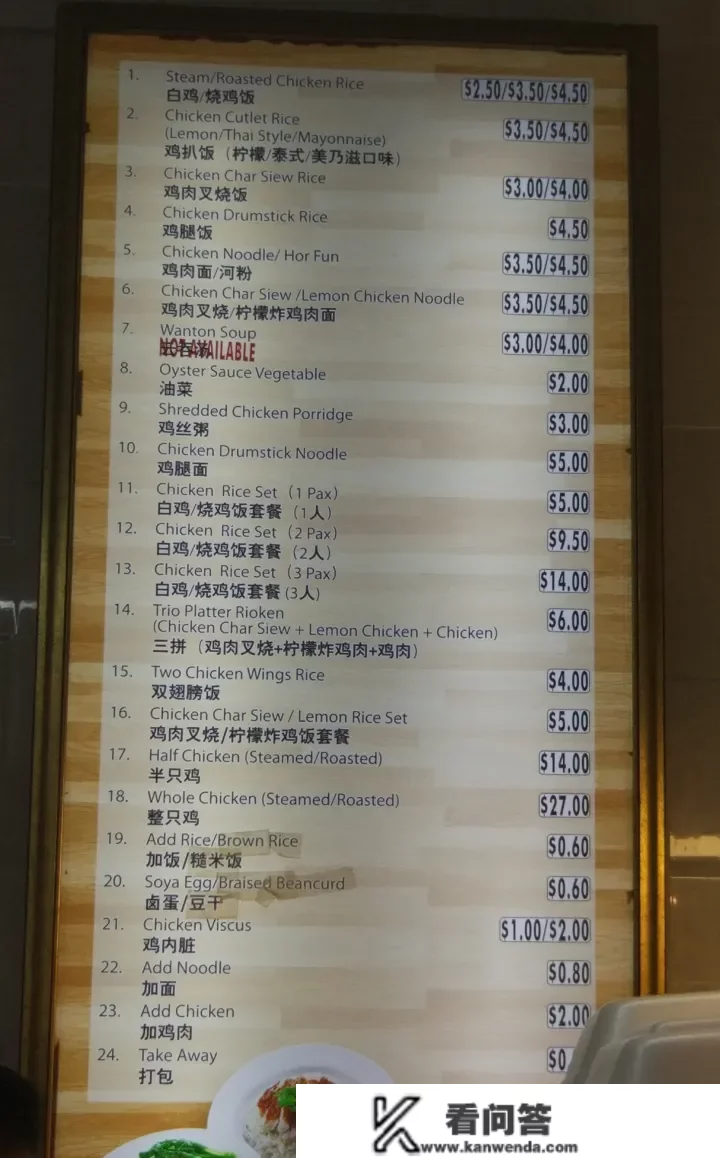 1. Steam/Roasted Chicken Rice $2.50/$3.50/$4.50
白鸡/烧鸡饭
2. Chicken Cutlet Rice $3.50/$4.50
(Lemon/Thai Style/Mayonnaise)
鸡扒饭（柠檬/泰式/美乃滋口味）
3. Chicken Char Siew Rice $3.00/$4.00
鸡肉叉烧饭
4. Chicken Drumstick Rice $4.50
鸡腿饭
5. Chicken Noodle/ Hor Fun $3.50/$4.50
鸡肉面/河粉
6. Chicken Char Siew /Lemon Chicken Noodle $3.50/$4.50
鸡肉叉烧/柠檬炸鸡肉面
7. Wanton Soup $3.00/$4.00
NOT AVAILABLE
8. Oyster Sauce Vegetable $2.00
油菜
9. Shredded Chicken Porridge $3.00
鸡丝粥
10. Chicken Drumstick Noodle $5.00
鸡腿面
11. Chicken Rice Set（1 Pax） $5.00
白鸡/烧鸡饭套餐（1人）
12. Chicken Rice Set（2 Pax） $9.50
白鸡/烧鸡饭套餐（2人）
13. Chicken Rice Set（3 Pax） $14.00
白鸡/烧鸡饭套餐 (3人)
14. Trio Platter Rioken $6.00
(Chicken Char Siew + Lemon Chicken + Chicken)
三拼（鸡肉叉烧+柠檬炸鸡肉+鸡肉）
15. Two Chicken Wings Rice $4.00
双翅膀饭
16. Chicken Char Siew / Lemon Rice Set $5.00
鸡肉叉烧/柠檬炸鸡饭套餐
17. Half Chicken (Steamed/Roasted) $14.00
半只鸡
18. Whole Chicken (Steamed/Roasted) $27.00
整只鸡
19. Add Rice/Brown Rice $0.60
加饭/糙米饭
20. Soya Egg/Braised Beancurd $0.60
卤蛋/豆干
21. Chicken Viscus $1.00/$2.00
鸡内脏
22. Add Noodle $0.80
加面
23. Add Chicken $2.00
加鸡肉
24. Take Away $0
打包
看问答
www.kanwenda.com